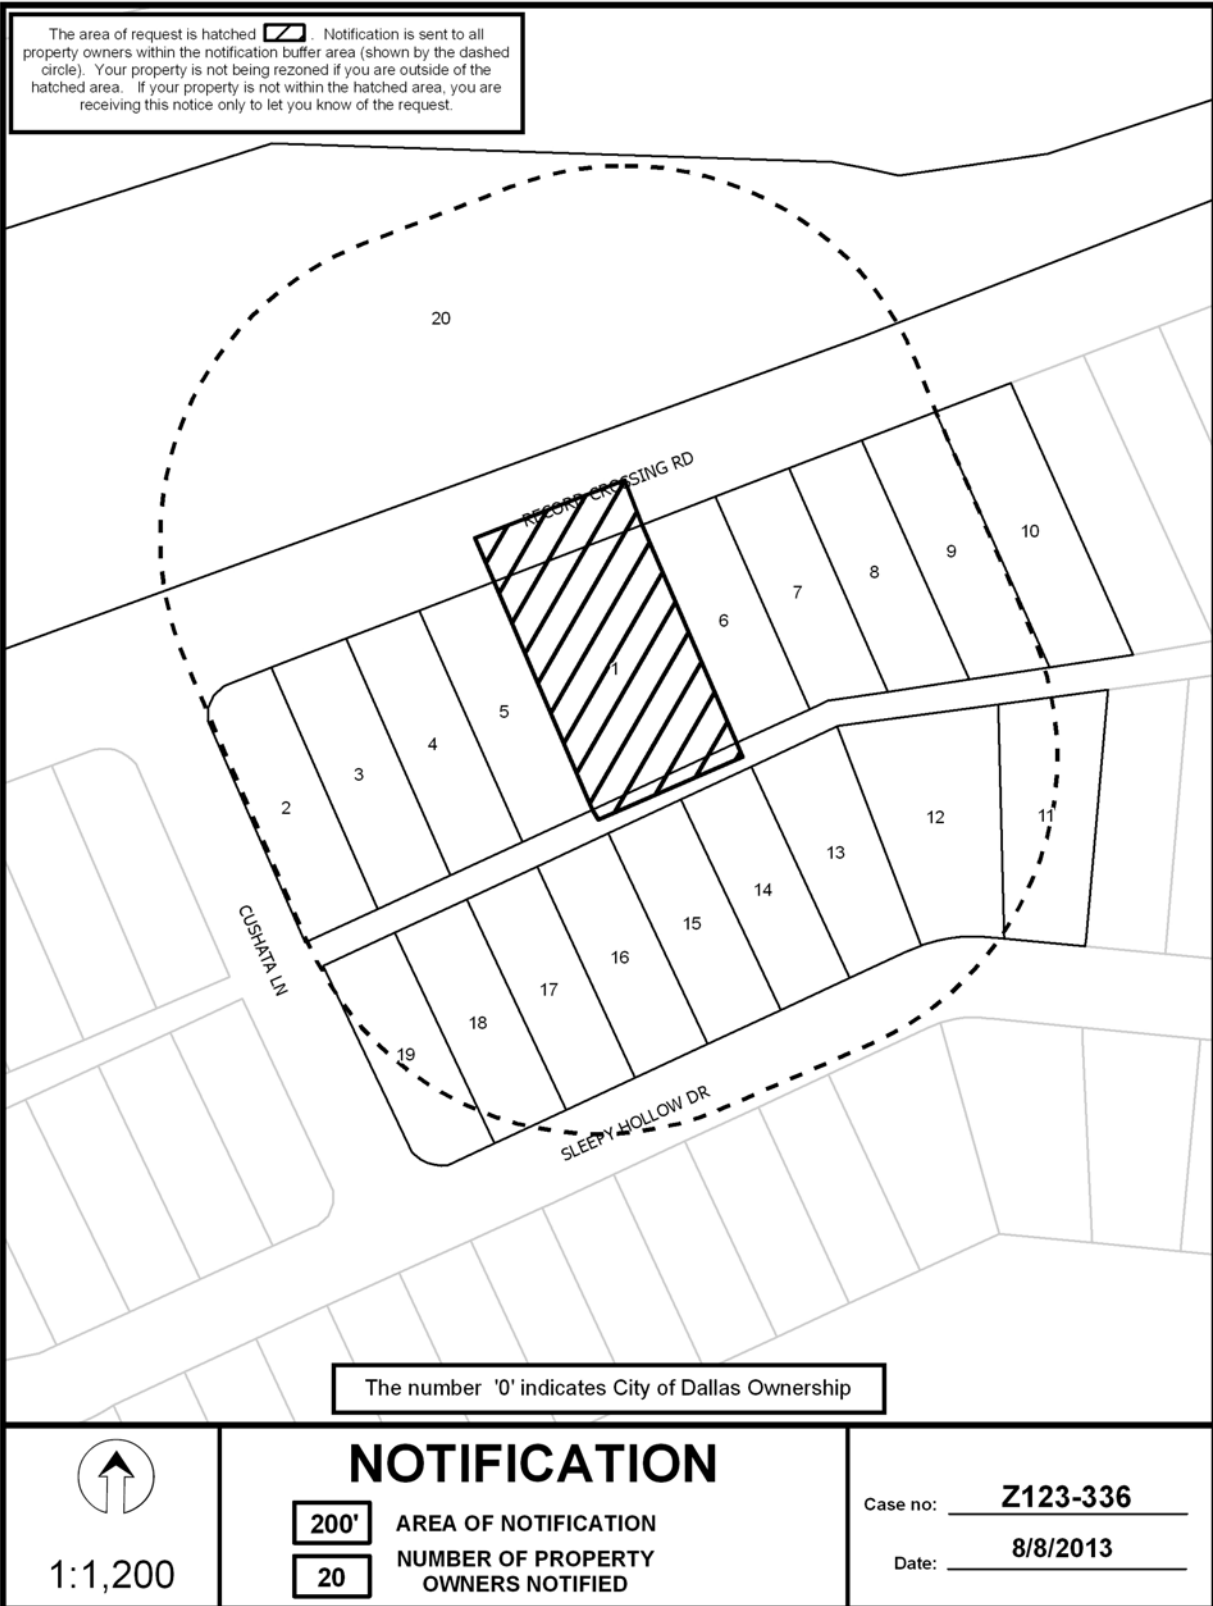 The area of request is hatched . Notification is sent to all
property owners within the notification buffer area (shown by the dashed
circle). Your property is not being rezoned if you are outside of the
hatched area. If your property is not within the hatched area, you are
receiving this notice only to let you know of the request.
20
RECORD CROSSING RD
10
9
8
7
6
1
5
4
3
2
11
12
13
14
15
16
17
18
19
CUSHATA LN
SLEEPY HOLLOW DR
The number '0' indicates City of Dallas Ownership
1:1,200
NOTIFICATION
200' AREA OF NOTIFICATION
20 NUMBER OF PROPERTY
OWNERS NOTIFIED
Case no: Z123-336
Date: 8/8/2013